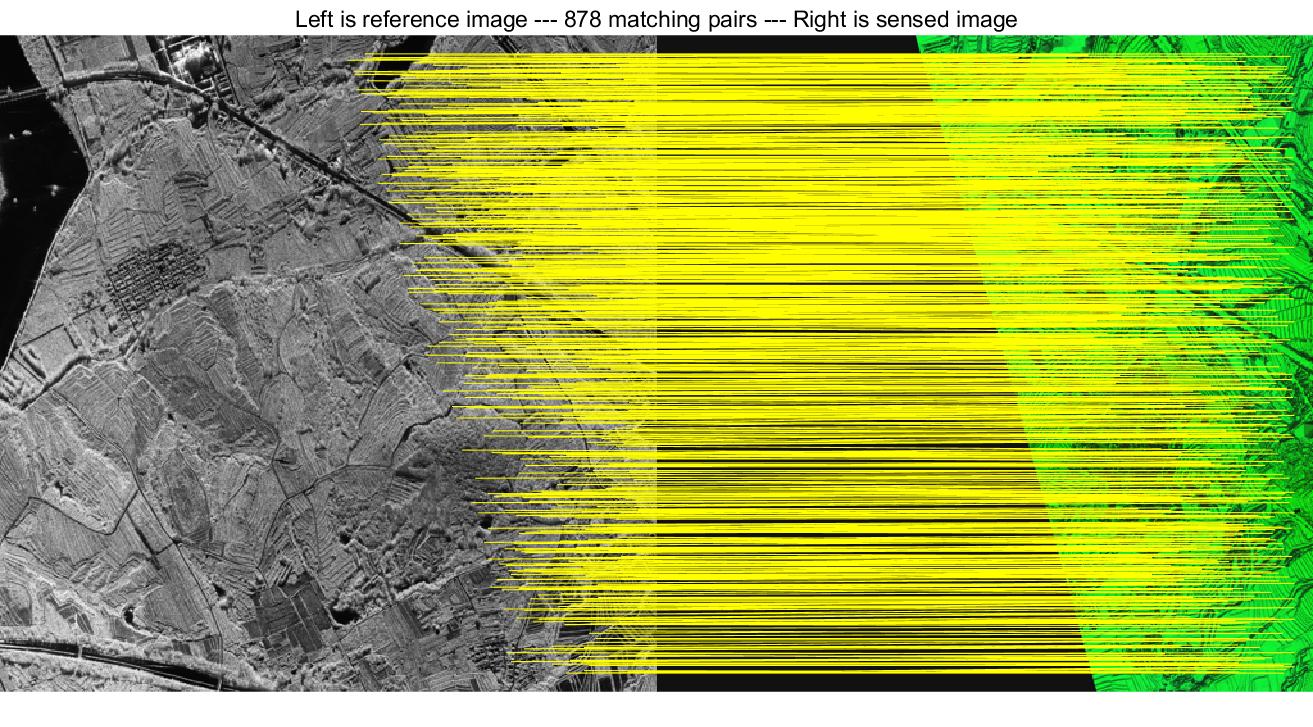 Left is reference image --- 878 matching pairs --- Right is sensed image